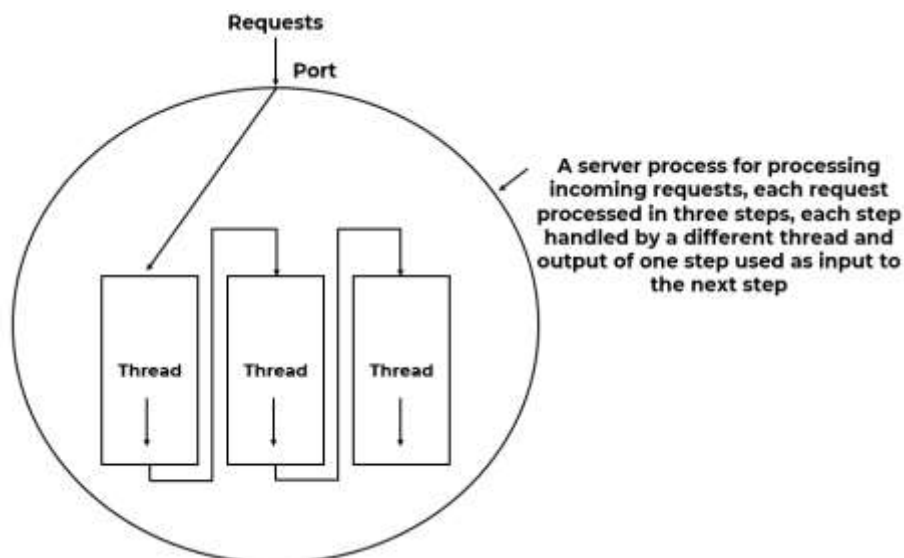 Requests
Port
A server process for processing
incoming requests, each request
processed in three steps, each step
handled by a different thread and
output of one step used as input to
the next step
Thread
Thread
Thread